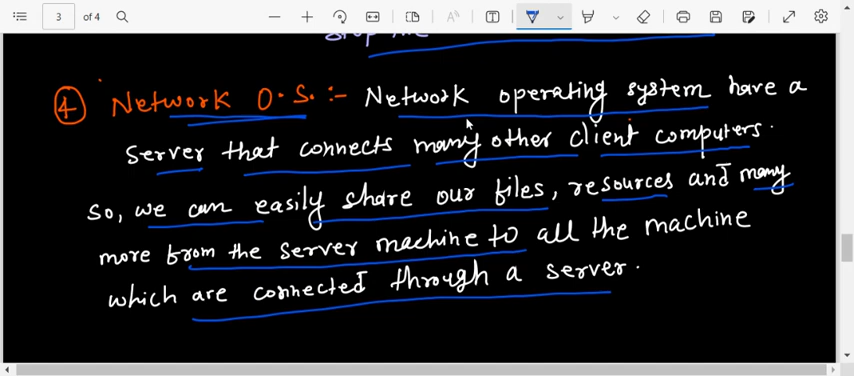 3 of 4
④ Network O.S. :- Network operating system have a
server that connects many other client computers.
So, we can easily share our files, resources and many
more from the server machine to all the machine
which are connected through a server.